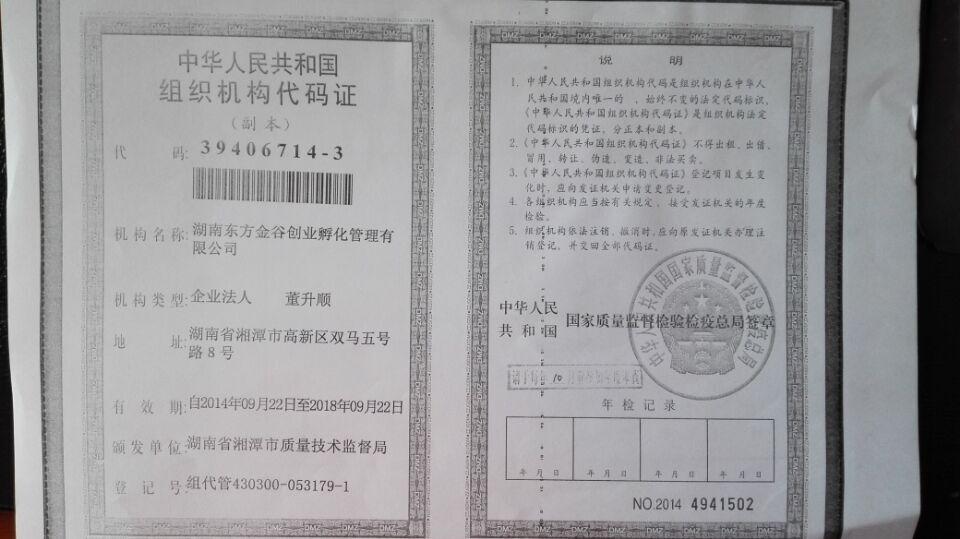 中华人民共和国
组织机构代码证
(副本)
代 码: 39406714-3
机构名称: 湖南东方金谷创业孵化管理有
限公司
机构类型: 企业法人 董升顺
地 址: 湖南省湘潭市高新区双马五号
路8号
有 效 期: 自2014年09月22日至2018年09月22日
颁发单位: 湖南省湘潭市质量技术监督局
登 记 号: 组代管430300-053179-1
说 明
1. 中华人民共和国组织机构代码是组织机构在中华人
民共和国境内唯一的、始终不变的法定代码标识,
《中华人民共和国组织机构代码证》是组织机构法定
代码标识的凭证,分正本和副本。
2. 《中华人民共和国组织机构代码证》不得出租、出借、
冒用、转让、伪造、变造、非法买卖。
3. 《中华人民共和国组织机构代码证》登记项目发生变
化时,应向发证机关申请变更登记。
4. 各组织机构应当按有关规定,接受发证机关的年度
检验。
5. 组织机构依法注销、撤消时,应向原发证机关办理注
销登记,并交回全部代码证。
中华人民
共和国 国家质量监督检验检疫总局签章
中华人民共和国国家质量监督检验检疫总局
年检记录
年 月 日 年 月 日 年 月 日 年 月 日
NO.2014 4941502